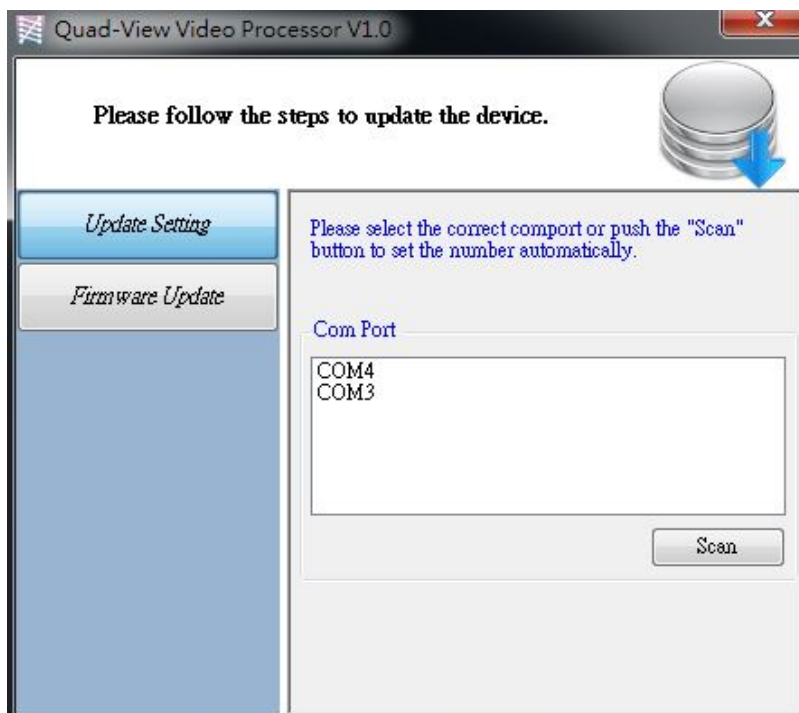 Quad-View Video Processor V1.0
Please follow the steps to update the device.
Update Setting
Firmware Update
Please select the correct comport or push the "Scan"
button to set the number automatically.
Com Port
COM4
COM3
Scan